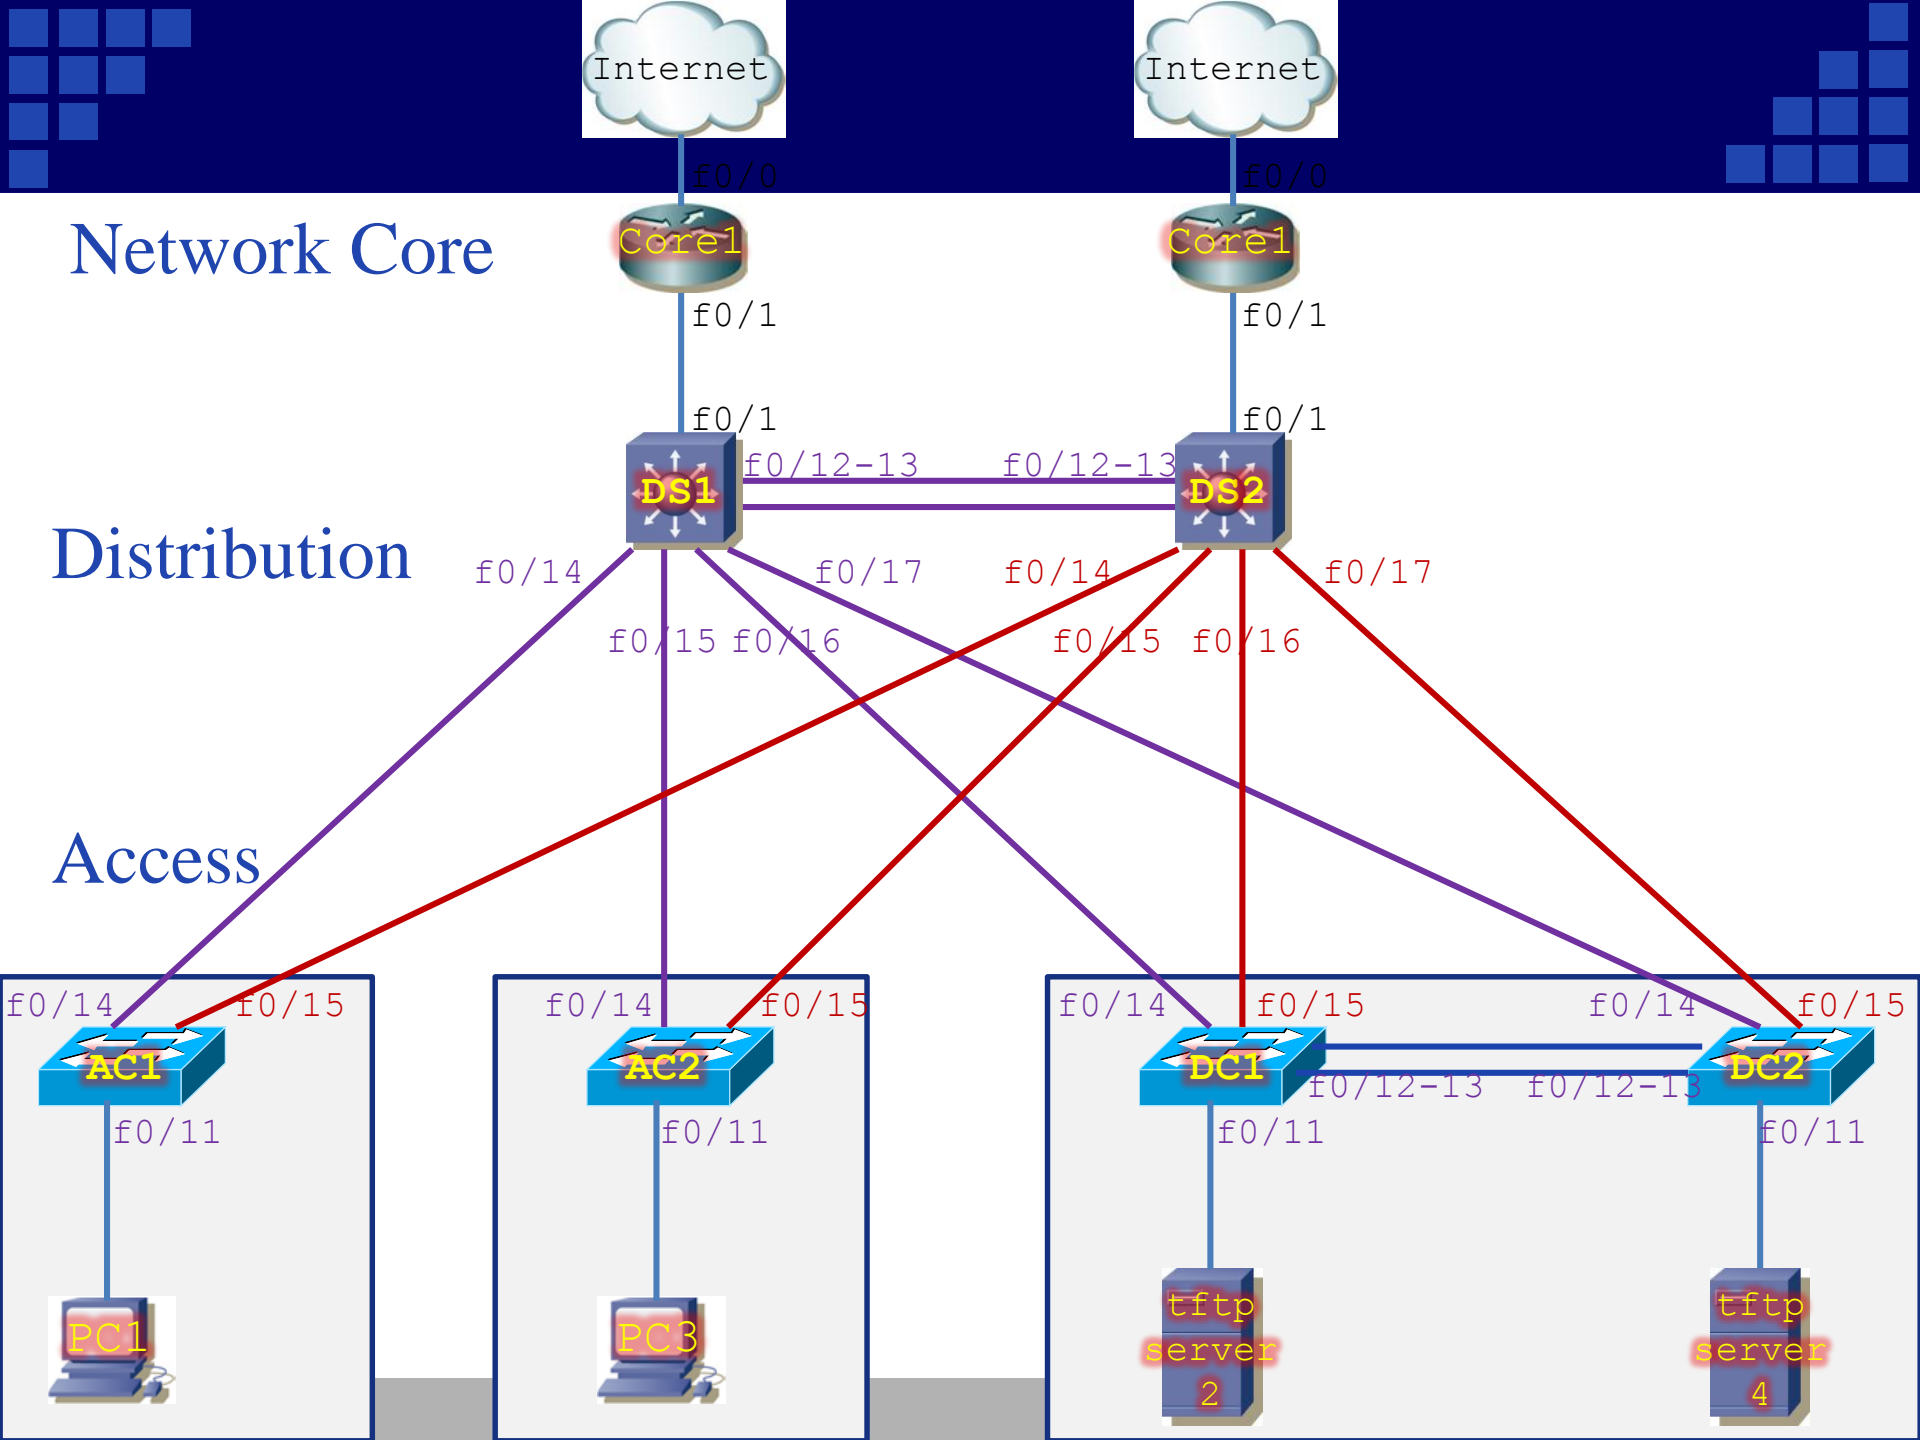 Internet Internet
f0/0 f0/0
Network Core
Core1 Core1
f0/1 f0/1
f0/1 f0/1
f0/12-13 f0/12-13
DS1 DS2
Distribution
f0/14 f0/17 f0/14 f0/17
f0/15 f0/16 f0/15 f0/16
Access
f0/14 f0/15 f0/14 f0/15 f0/14 f0/15 f0/14 f0/15
AC1 AC2 DC1 DC2
f0/12-13 f0/12-13
f0/11 f0/11 f0/11 f0/11
PC1 PC3
tftp
server
2
tftp
server
4